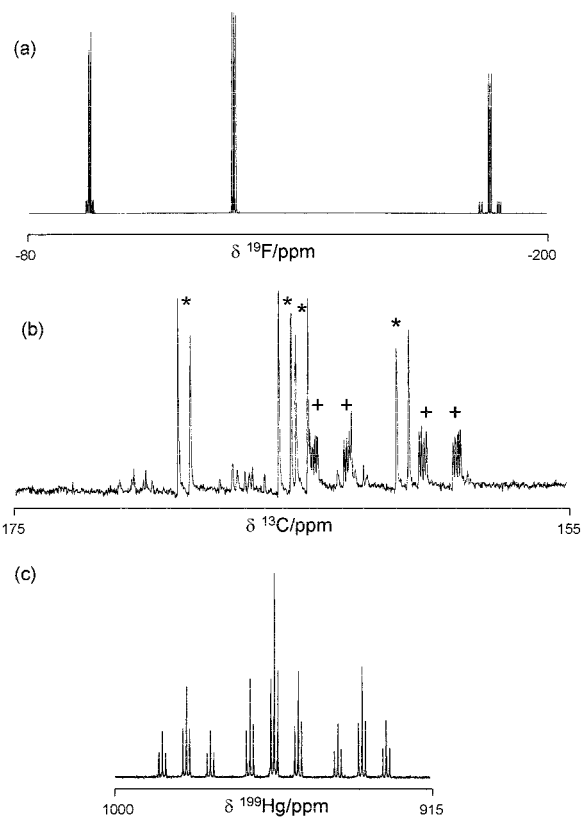 (a)
-80
δ ¹⁹F/ppm
-200
(b)
* * * *
+ + + +
175
δ ¹³C/ppm
155
(c)
1000
δ ¹⁹⁹Hg/ppm
915